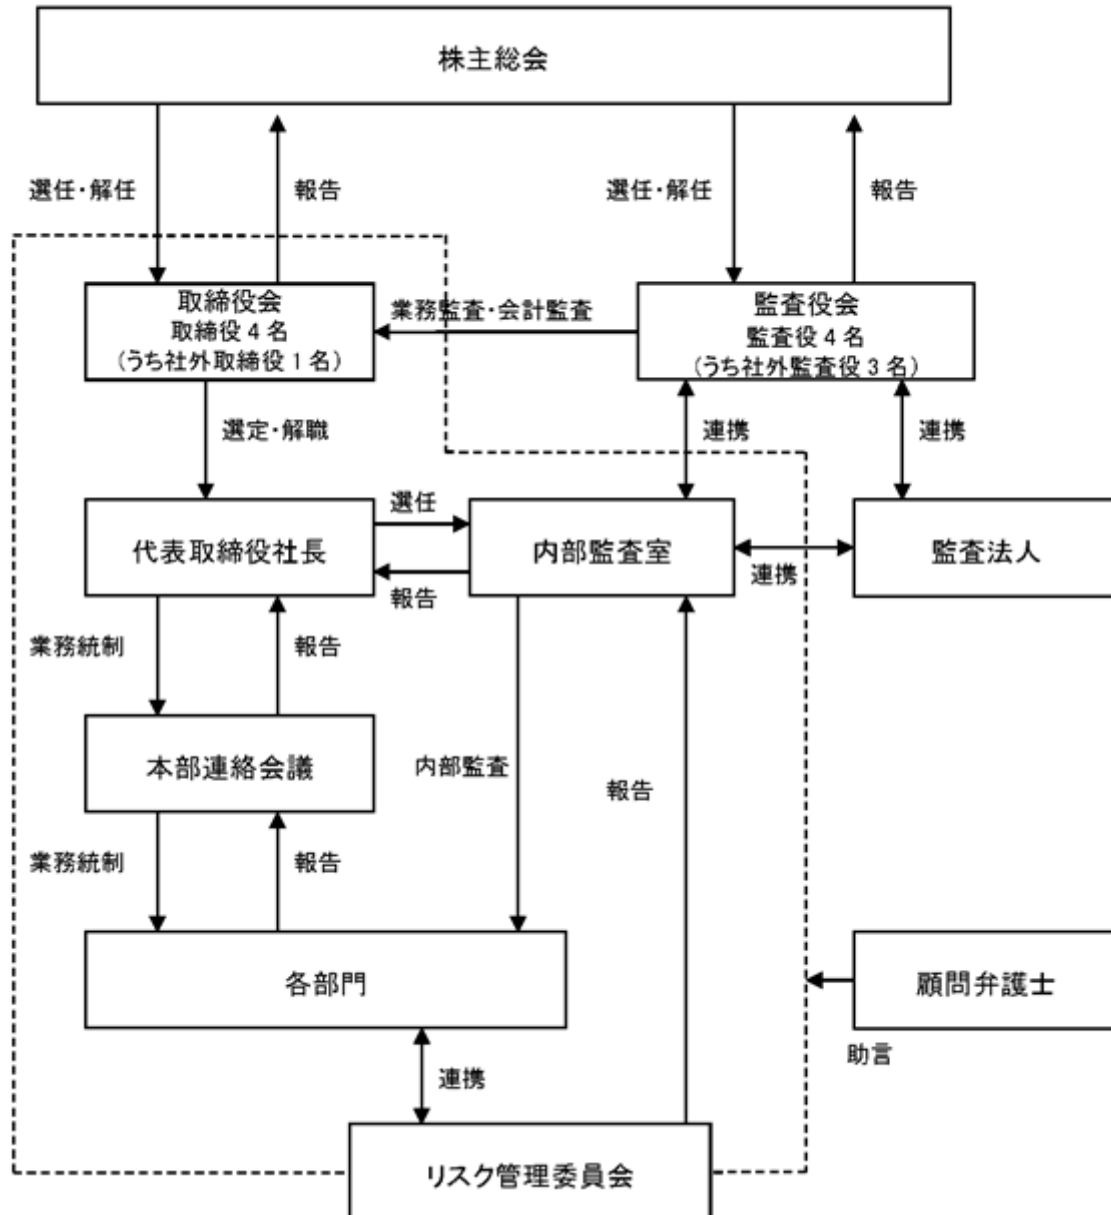 株主総会
選任・解任
報告
選任・解任
報告
取締役会
取締役4名
(うち社外取締役1名)
業務監査・会計監査
監査役会
監査役4名
(うち社外監査役3名)
選定・解職
連携
連携
代表取締役社長
選任
報告
内部監査室
連携
監査法人
業務統制
報告
本部連絡会議
内部監査
報告
業務統制
報告
各部門
顧問弁護士
助言
連携
リスク管理委員会